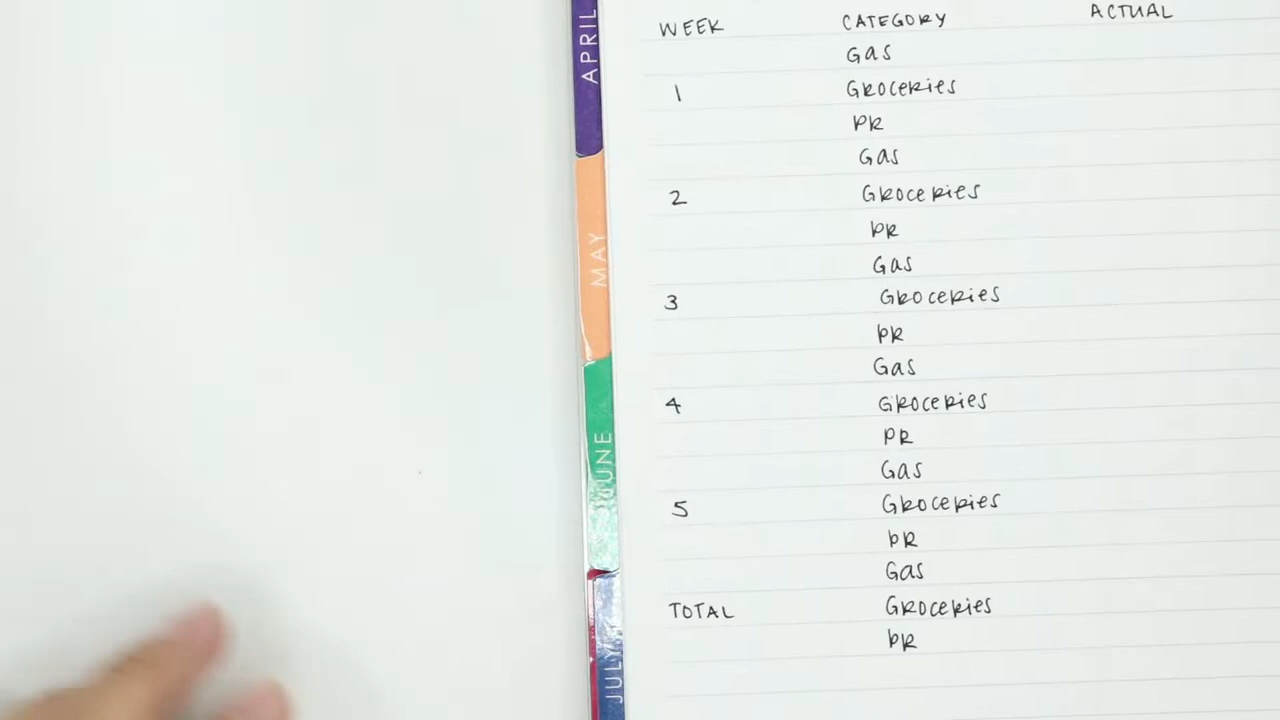 WEEK CATEGORY ACTUAL
Gas
1 Groceries
PR
Gas
2 Groceries
PR
Gas
3 Groceries
PR
Gas
4 Groceries
PR
Gas
5 Groceries
PR
Gas
TOTAL Groceries
PR
APRIL
MAY
JUNE
JULY